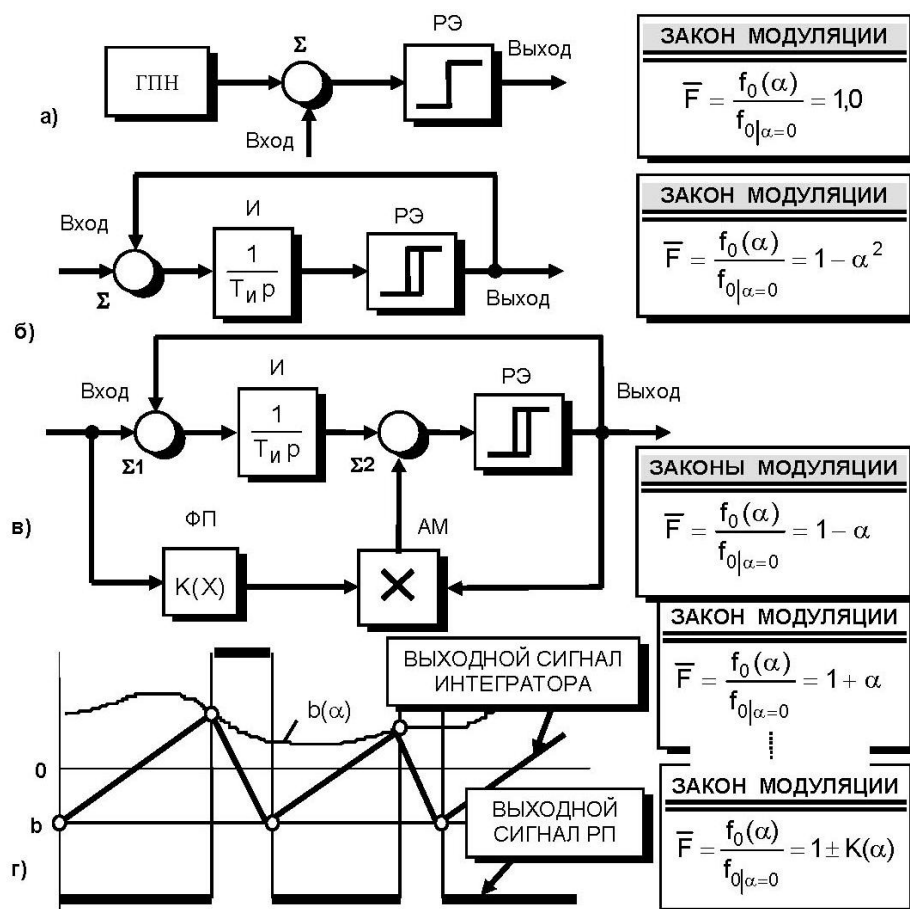 РЭ
Σ
Выход
ГПН
а)
Вход
ЗАКОН МОДУЛЯЦИИ
F̅ = f₀(α) / f₀|α=0 = 1,0
Вход
И
РЭ
1 / Tи p
Σ
Выход
б)
ЗАКОН МОДУЛЯЦИИ
F̅ = f₀(α) / f₀|α=0 = 1 − α²
Вход
И
РЭ
Выход
1 / Tи p
Σ1
Σ2
ФП
АМ
в)
K(X)
×
ЗАКОНЫ МОДУЛЯЦИИ
F̅ = f₀(α) / f₀|α=0 = 1 − α
ЗАКОН МОДУЛЯЦИИ
F̅ = f₀(α) / f₀|α=0 = 1 + α
ЗАКОН МОДУЛЯЦИИ
F̅ = f₀(α) / f₀|α=0 = 1 ± K(α)
ВЫХОДНОЙ СИГНАЛ
ИНТЕГРАТОРА
b(α)
0
b
ВЫХОДНОЙ
СИГНАЛ РП
г)